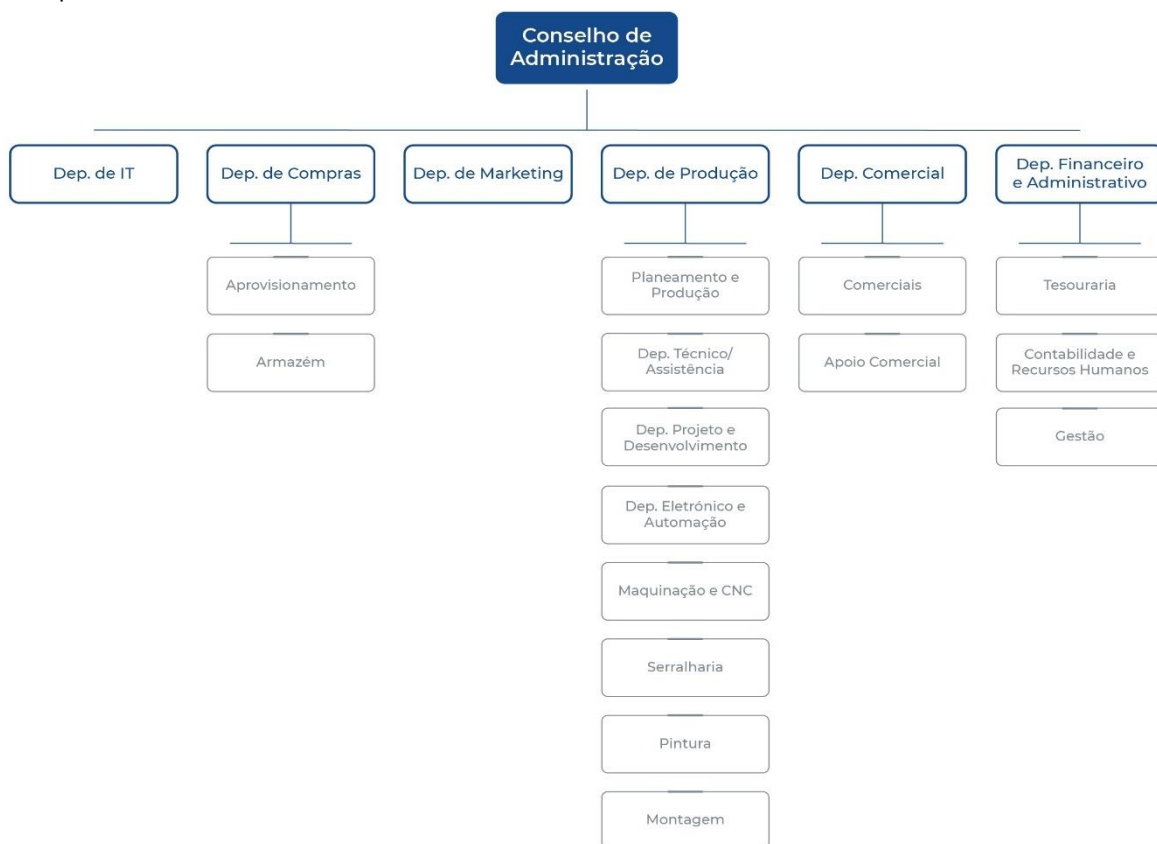 Conselho de
Administração
Dep. de IT
Dep. de Compras
Dep. de Marketing
Dep. de Produção
Dep. Comercial
Dep. Financeiro
e Administrativo
Aprovisionamento
Armazém
Planeamento e
Produção
Dep. Técnico/
Assistência
Dep. Projeto e
Desenvolvimento
Dep. Eletrónico e
Automação
Maquinação e CNC
Serralharia
Pintura
Montagem
Comerciais
Apoio Comercial
Tesouraria
Contabilidade e
Recursos Humanos
Gestão